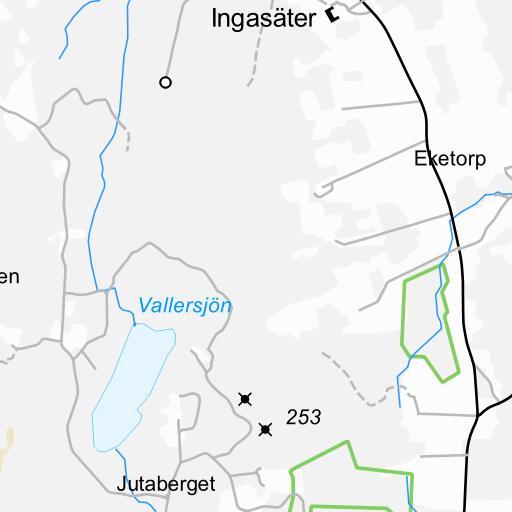 Ingasäter
Eketorp
en
Vallersjön
253
Jutaberget